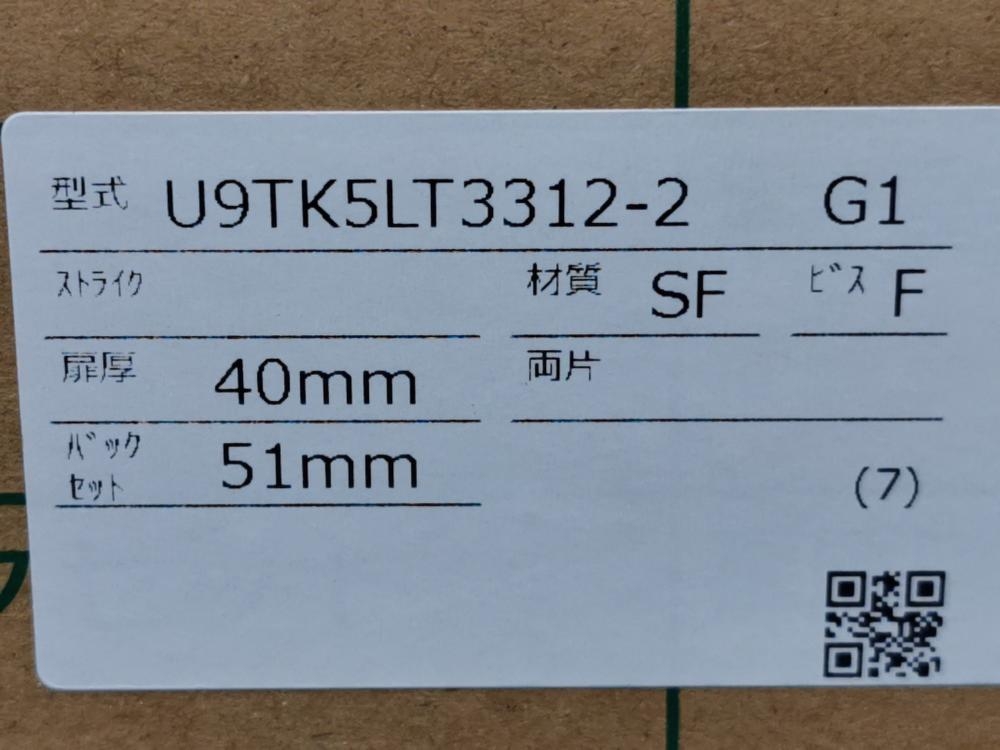 型式 U9TK5LT3312-2 G1
ｽﾄﾗｲｸ 材質 SF ﾋﾞｽ F
扉厚 40mm 両片
ﾊﾞｯｸ
ｾｯﾄ 51mm (7)